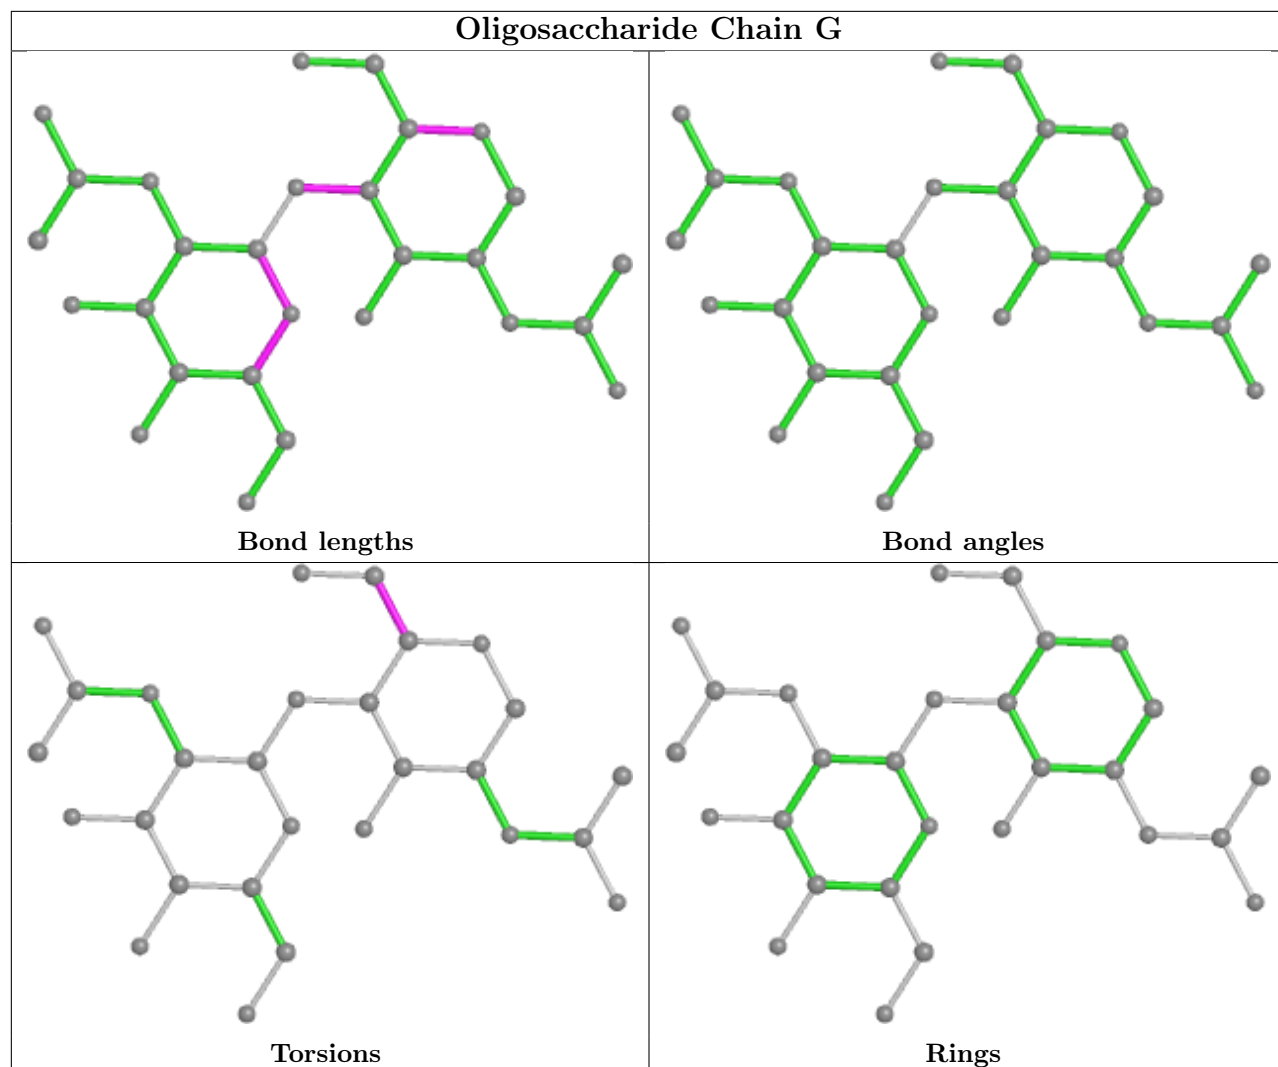 Oligosaccharide Chain G
Bond lengths
Bond angles
Torsions
Rings